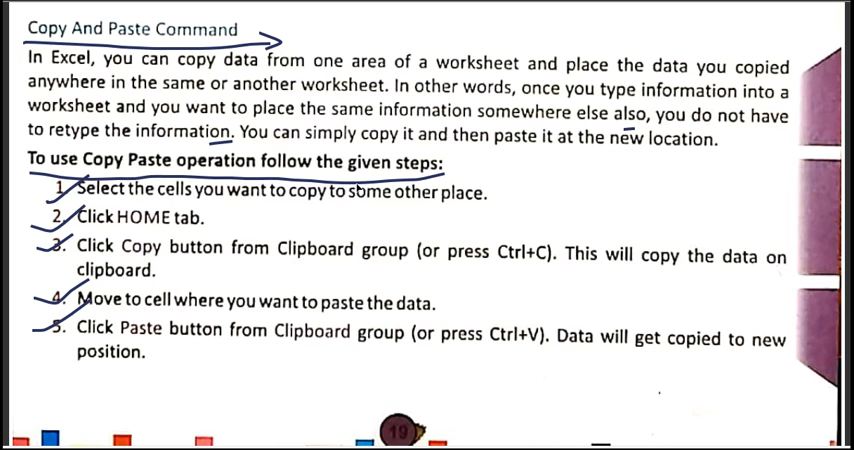 Copy And Paste Command
In Excel, you can copy data from one area of a worksheet and place the data you copied
anywhere in the same or another worksheet. In other words, once you type information into a
worksheet and you want to place the same information somewhere else also, you do not have
to retype the information. You can simply copy it and then paste it at the new location.
To use Copy Paste operation follow the given steps:
1. Select the cells you want to copy to some other place.
2. Click HOME tab.
3. Click Copy button from Clipboard group (or press Ctrl+C). This will copy the data on
clipboard.
4. Move to cell where you want to paste the data.
5. Click Paste button from Clipboard group (or press Ctrl+V). Data will get copied to new
position.
19